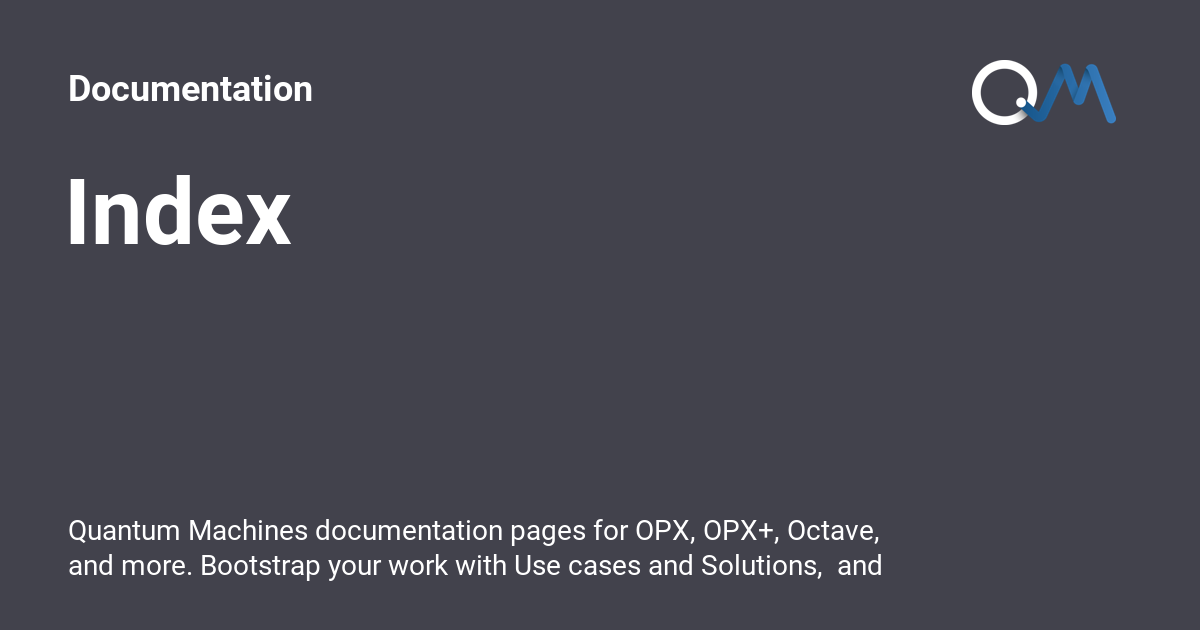 Documentation
QM
Index
Quantum Machines documentation pages for OPX, OPX+, Octave,
and more. Bootstrap your work with Use cases and Solutions,  and